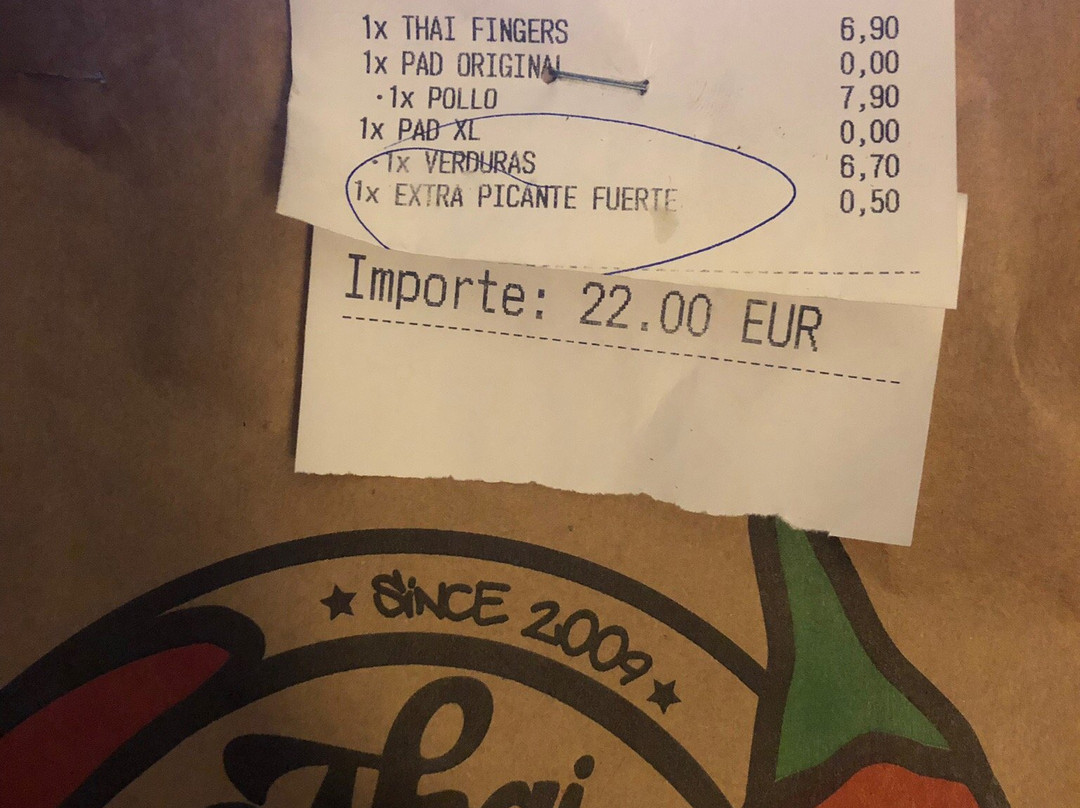 1x THAI FINGERS 6,90
1x PAD ORIGINAL 0,00
·1x POLLO 7,90
1x PAD XL 0,00
·1x VERDURAS 6,70
1x EXTRA PICANTE FUERTE 0,50
Importe: 22.00 EUR
★ SINCE 2009 ★
Thai